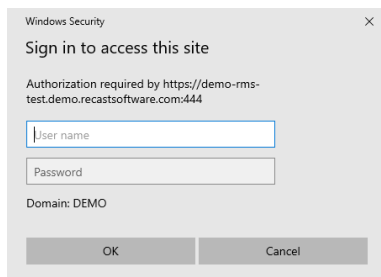 Windows Security
Sign in to access this site
Authorization required by https://demo-rms-
test.demo.recastsoftware.com:444
User name
Password
Domain: DEMO
OK
Cancel